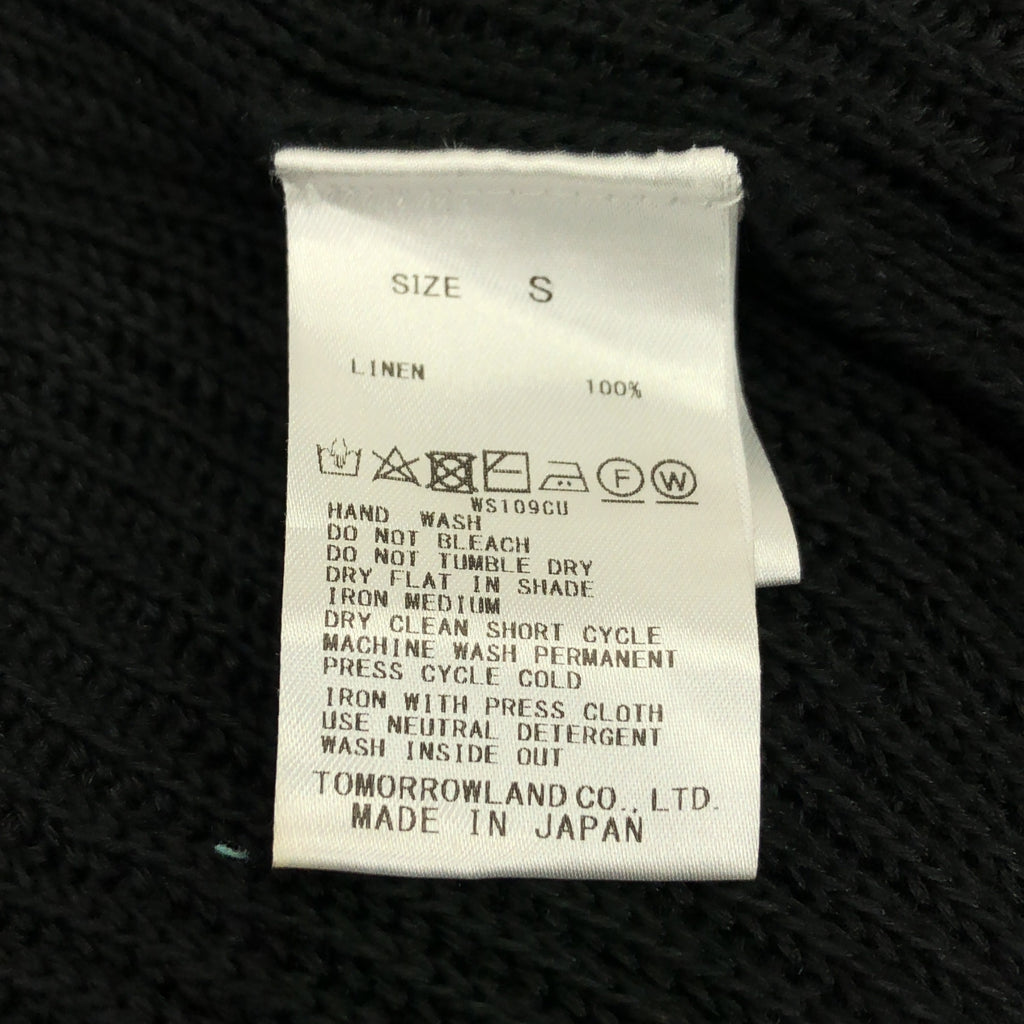 SIZE S
LINEN 100%
F W
WS109CU
HAND WASH
DO NOT BLEACH
DO NOT TUMBLE DRY
DRY FLAT IN SHADE
IRON MEDIUM
DRY CLEAN SHORT CYCLE
MACHINE WASH PERMANENT
PRESS CYCLE COLD
IRON WITH PRESS CLOTH
USE NEUTRAL DETERGENT
WASH INSIDE OUT
TOMORROWLAND CO., LTD.
MADE IN JAPAN